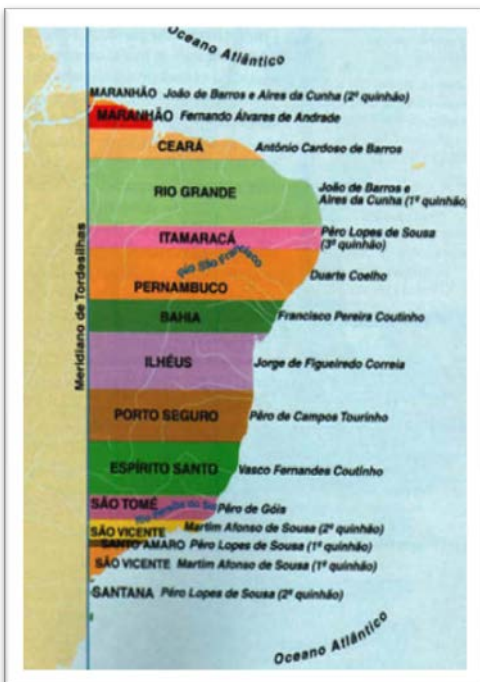 Oceano Atlântico
MARANHÃO João de Barros e Aires da Cunha (2º quinhão)
MARANHÃO Fernando Álvares de Andrade
CEARÁ Antônio Cardoso de Barros
RIO GRANDE João de Barros e
Aires da Cunha (1º quinhão)
ITAMARACÁ Pêro Lopes de Sousa
(3º quinhão)
Rio São Francisco
PERNAMBUCO Duarte Coelho
BAHIA Francisco Pereira Coutinho
Meridiano de Tordesilhas
ILHÉUS Jorge de Figueiredo Correia
PORTO SEGURO Pêro de Campos Tourinho
ESPÍRITO SANTO Vasco Fernandes Coutinho
SÃO TOMÉ Pêro de Góis
Rio Paraíba do Sul
SÃO VICENTE Martim Afonso de Sousa (2º quinhão)
SANTO AMARO Pêro Lopes de Sousa (1º quinhão)
SÃO VICENTE Martim Afonso de Sousa (1º quinhão)
SANTANA Pêro Lopes de Sousa (2º quinhão)
Oceano Atlântico